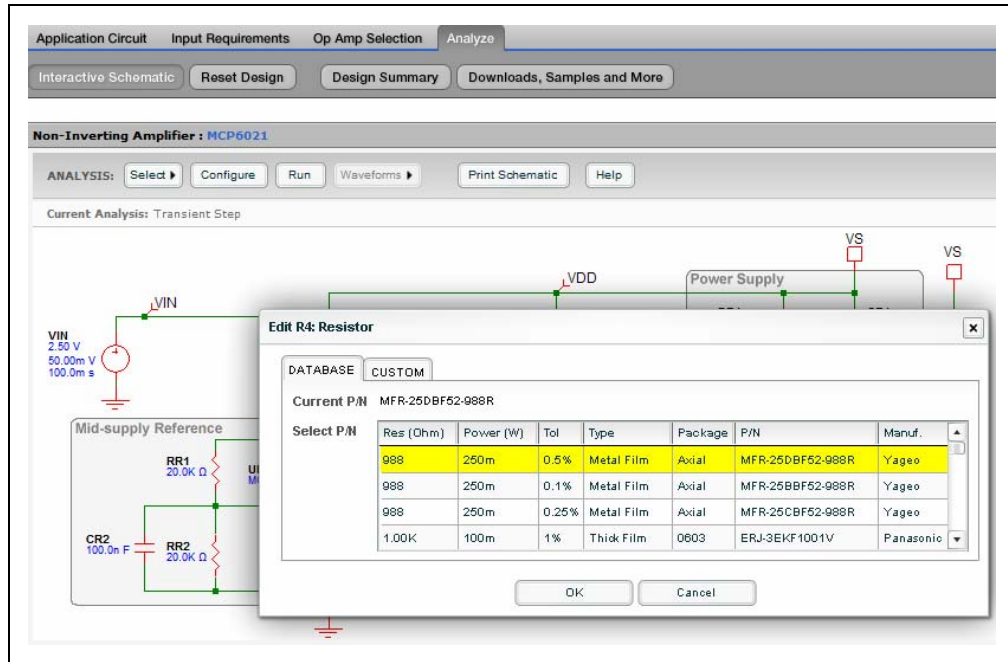 Application Circuit Input Requirements Op Amp Selection Analyze
Interactive Schematic Reset Design Design Summary Downloads, Samples and More
Non-Inverting Amplifier : MCP6021
ANALYSIS: Select Configure Run Waveforms Print Schematic Help
Current Analysis: Transient Step
VS
VS
VDD
Power Supply
VIN
VIN
2.50 V
50.00m V
100.0m s
Edit R4: Resistor
DATABASE CUSTOM
Current P/N MFR-25DBF52-988R
Select P/N
Res (Ohm) Power (W) Tol Type Package P/N Manuf.
988 250m 0.5% Metal Film Axial MFR-25DBF52-988R Yageo
988 250m 0.1% Metal Film Axial MFR-25BBF52-988R Yageo
988 250m 0.25% Metal Film Axial MFR-25CBF52-988R Yageo
1.00K 100m 1% Thick Film 0603 ERJ-3EKF1001V Panasonic
OK Cancel
Mid-supply Reference
RR1
20.0K Ω
CR2
100.0n F
RR2
20.0K Ω